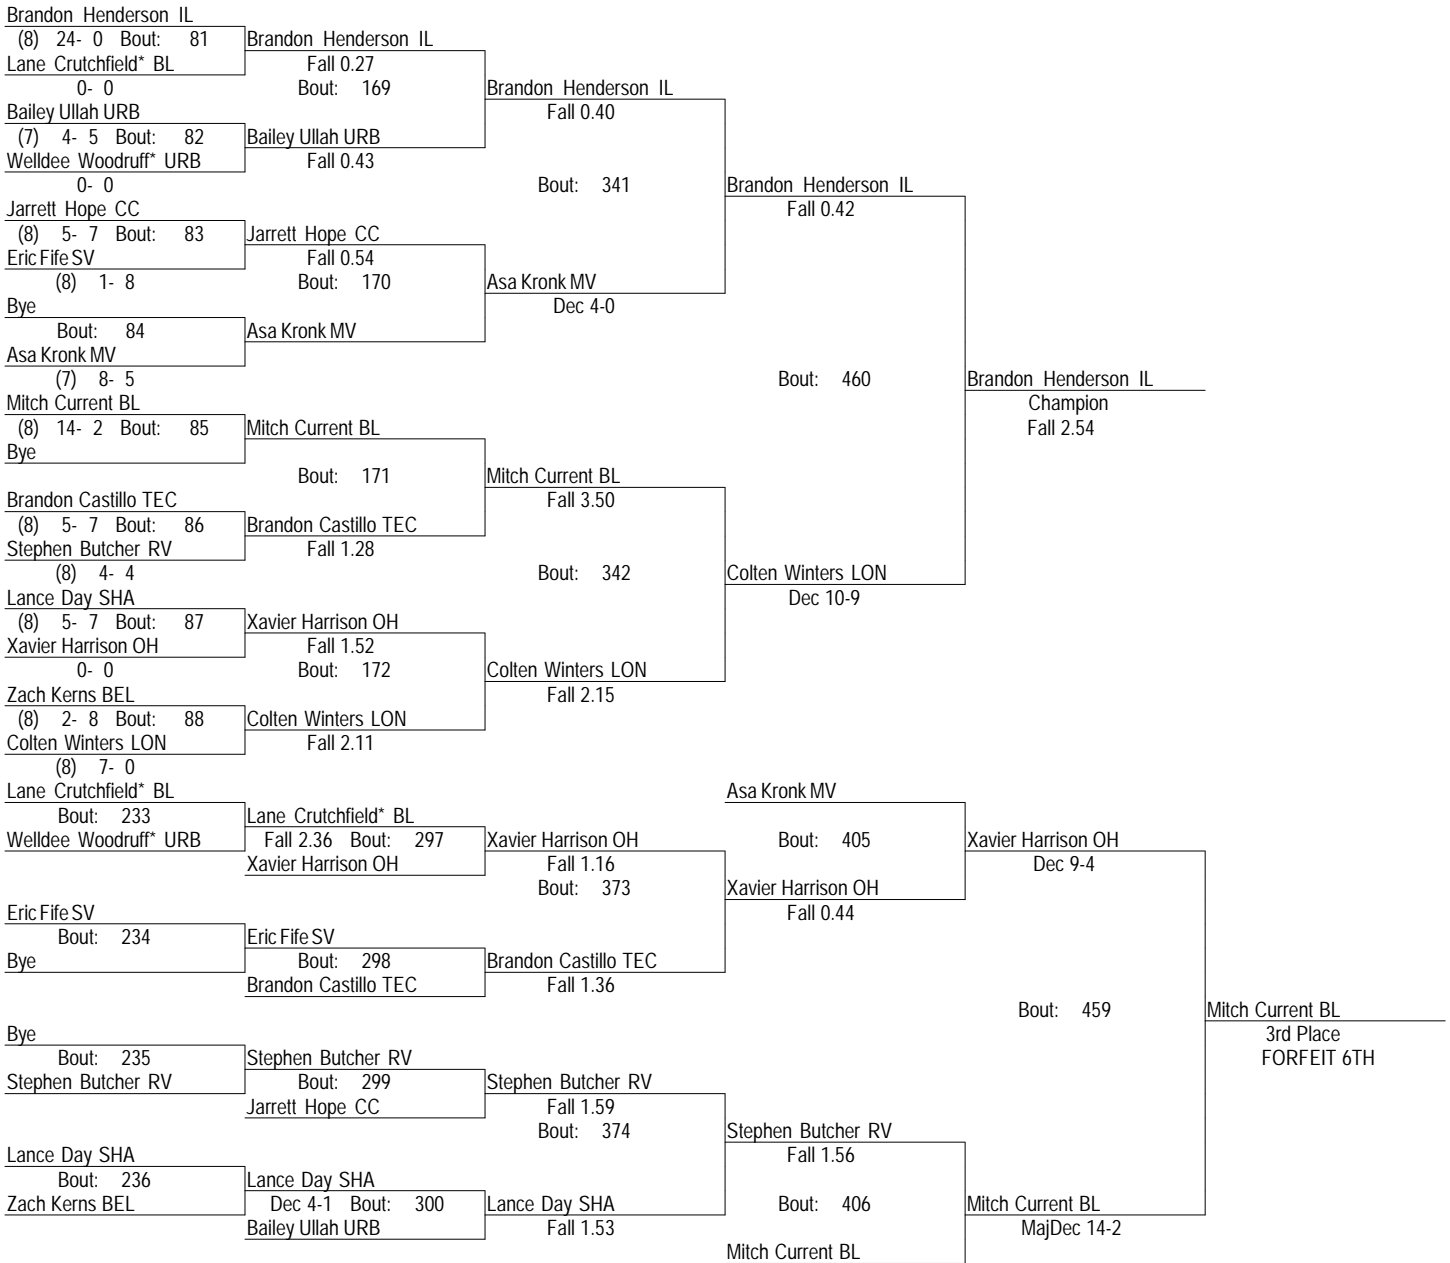 Brandon Henderson IL
(8) 24- 0 Bout: 81
Brandon Henderson IL
Lane Crutchfield* BL
Fall 0.27
0- 0
Bout: 169
Brandon Henderson IL
Bailey Ullah URB
Fall 0.40
(7) 4- 5 Bout: 82
Bailey Ullah URB
Welldee Woodruff* URB
Fall 0.43
0- 0
Bout: 341
Brandon Henderson IL
Jarrett Hope CC
Fall 0.42
(8) 5- 7 Bout: 83
Jarrett Hope CC
Eric Fife SV
Fall 0.54
(8) 1- 8
Bout: 170
Asa Kronk MV
Bye
Dec 4-0
Bout: 84
Asa Kronk MV
Asa Kronk MV
(7) 8- 5
Bout: 460
Brandon Henderson IL
Mitch Current BL
Champion
(8) 14- 2 Bout: 85
Mitch Current BL
Fall 2.54
Bye
Bout: 171
Mitch Current BL
Brandon Castillo TEC
Fall 3.50
(8) 5- 7 Bout: 86
Brandon Castillo TEC
Stephen Butcher RV
Fall 1.28
(8) 4- 4
Bout: 342
Colten Winters LON
Lance Day SHA
Dec 10-9
(8) 5- 7 Bout: 87
Xavier Harrison OH
Xavier Harrison OH
Fall 1.52
0- 0
Bout: 172
Colten Winters LON
Zach Kerns BEL
Fall 2.15
(8) 2- 8 Bout: 88
Colten Winters LON
Colten Winters LON
Fall 2.11
(8) 7- 0
Lane Crutchfield* BL
Asa Kronk MV
Bout: 233
Lane Crutchfield* BL
Welldee Woodruff* URB
Fall 2.36 Bout: 297
Xavier Harrison OH
Bout: 405
Xavier Harrison OH
Xavier Harrison OH
Fall 1.16
Dec 9-4
Bout: 373
Xavier Harrison OH
Eric Fife SV
Fall 0.44
Bout: 234
Eric Fife SV
Bye
Bout: 298
Brandon Castillo TEC
Brandon Castillo TEC
Fall 1.36
Bout: 459
Mitch Current BL
Bye
3rd Place
Bout: 235
Stephen Butcher RV
FORFEIT 6TH
Stephen Butcher RV
Bout: 299
Stephen Butcher RV
Jarrett Hope CC
Fall 1.59
Bout: 374
Stephen Butcher RV
Lance Day SHA
Fall 1.56
Bout: 236
Lance Day SHA
Zach Kerns BEL
Dec 4-1 Bout: 300
Lance Day SHA
Bout: 406
Mitch Current BL
Bailey Ullah URB
Fall 1.53
MajDec 14-2
Mitch Current BL